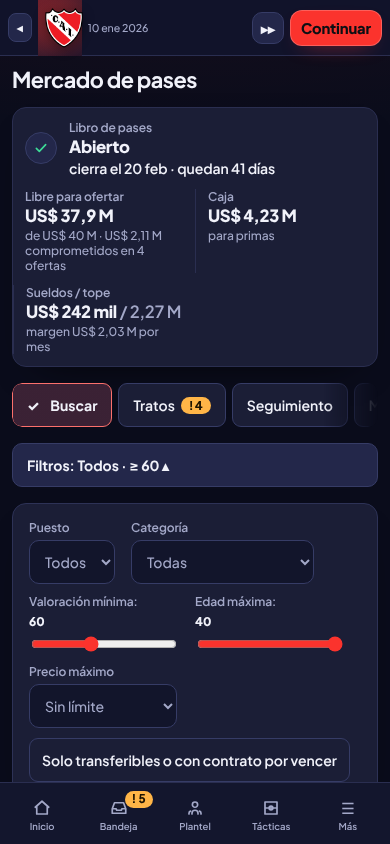 ◄
C.A.I.
10 ene 2026
▶▶
Continuar
Mercado de pases
Libro de pases
Abierto
cierra el 20 feb · quedan 41 días
Libre para ofertar
US$ 37,9 M
de US$ 40 M · US$ 2,11 M
comprometidos en 4
ofertas
Caja
US$ 4,23 M
para primas
Sueldos / tope
US$ 242 mil / 2,27 M
margen US$ 2,03 M por
mes
✓ Buscar
Tratos ! 4
Seguimiento
Filtros: Todos · ≥ 60 ▲
Puesto
Todos
Categoría
Todas
Valoración mínima:
60
Edad máxima:
40
Precio máximo
Sin límite
Solo transferibles o con contrato por vencer
! 5
Inicio
Bandeja
Plantel
Tácticas
Más